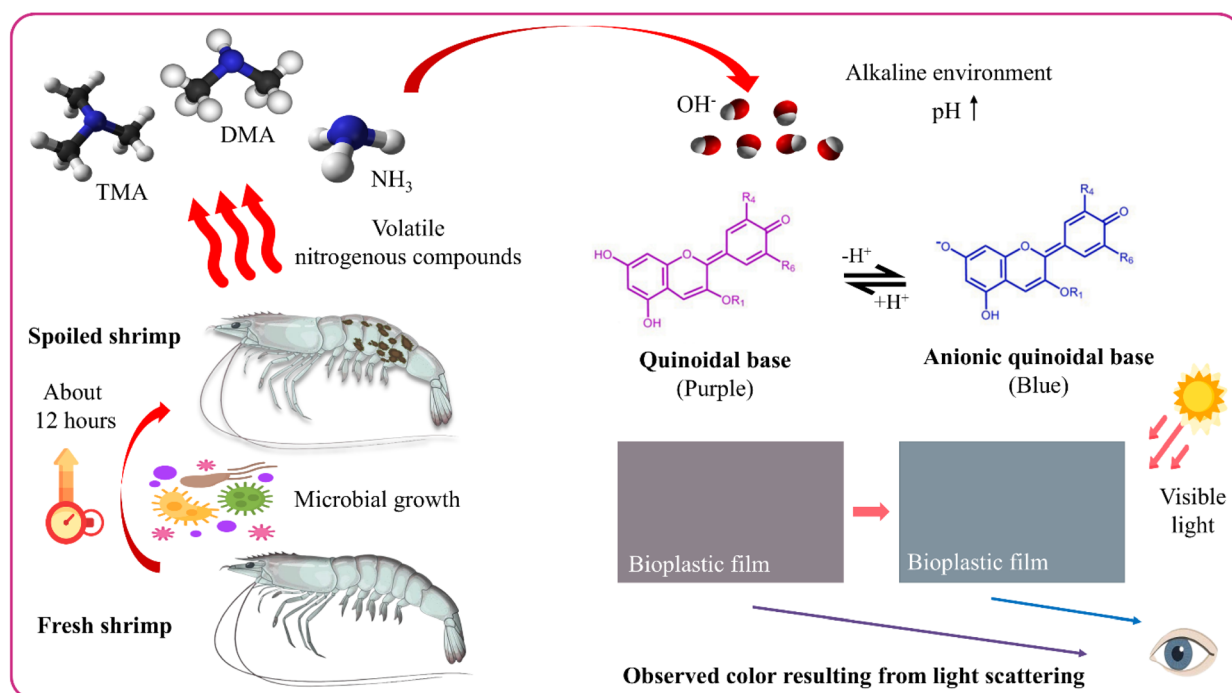 TMA
DMA
NH₃
Volatile
nitrogenous compounds
Spoiled shrimp
About
12 hours
Microbial growth
Fresh shrimp
OH⁻
Alkaline environment
pH ↑
R₄
O
O
R₆
HO
OR₁
OH
Quinoidal base
(Purple)
-H⁺
+H⁺
R₄
O
⁻O
O
R₆
OR₁
OH
Anionic quinoidal base
(Blue)
Bioplastic film
Bioplastic film
Visible
light
Observed color resulting from light scattering